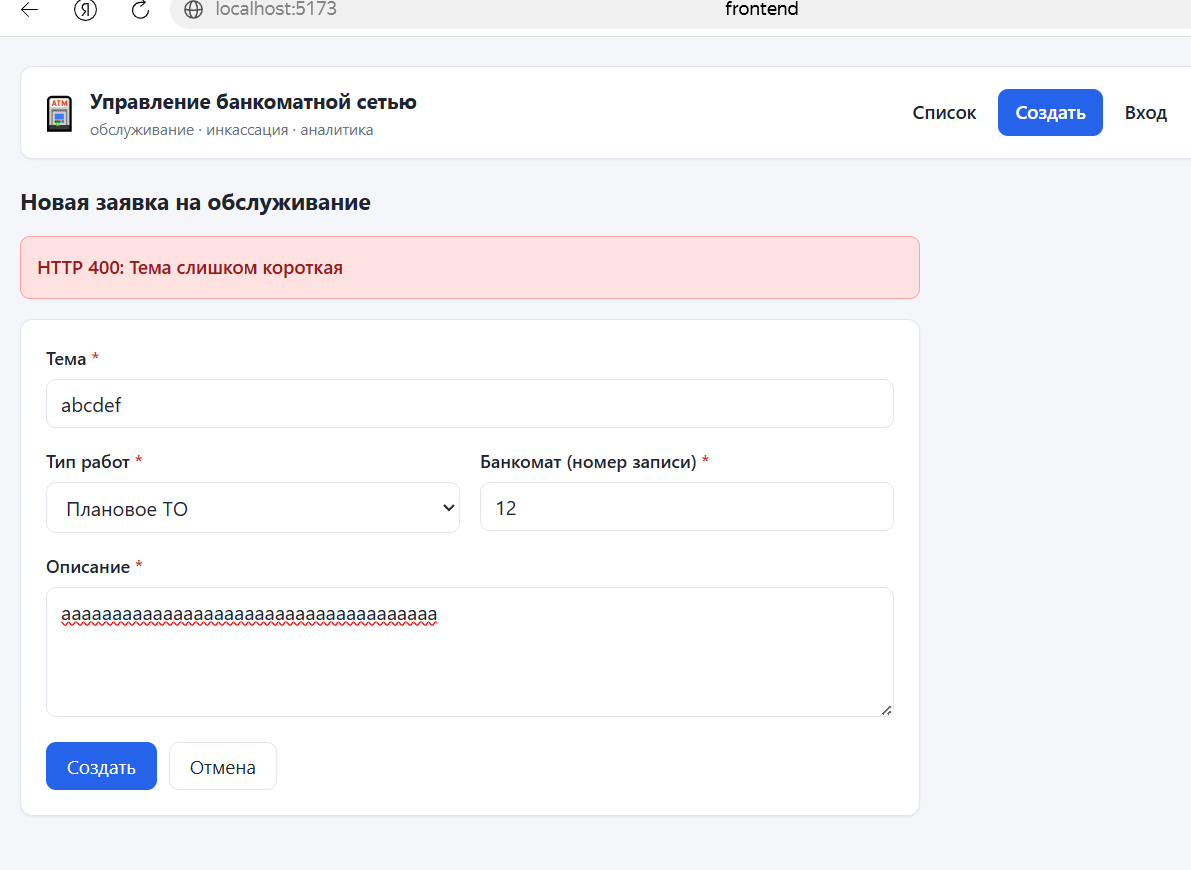 Я localhost:5173 frontend
ATM
Управление банкоматной сетью
обслуживание · инкассация · аналитика
Список Создать Вход
Новая заявка на обслуживание
HTTP 400: Тема слишком короткая
Тема *
abcdef
Тип работ * Банкомат (номер записи) *
Плановое ТО 12
Описание *
ааааааааааааааааааааааааааааааааааааа
Создать Отмена